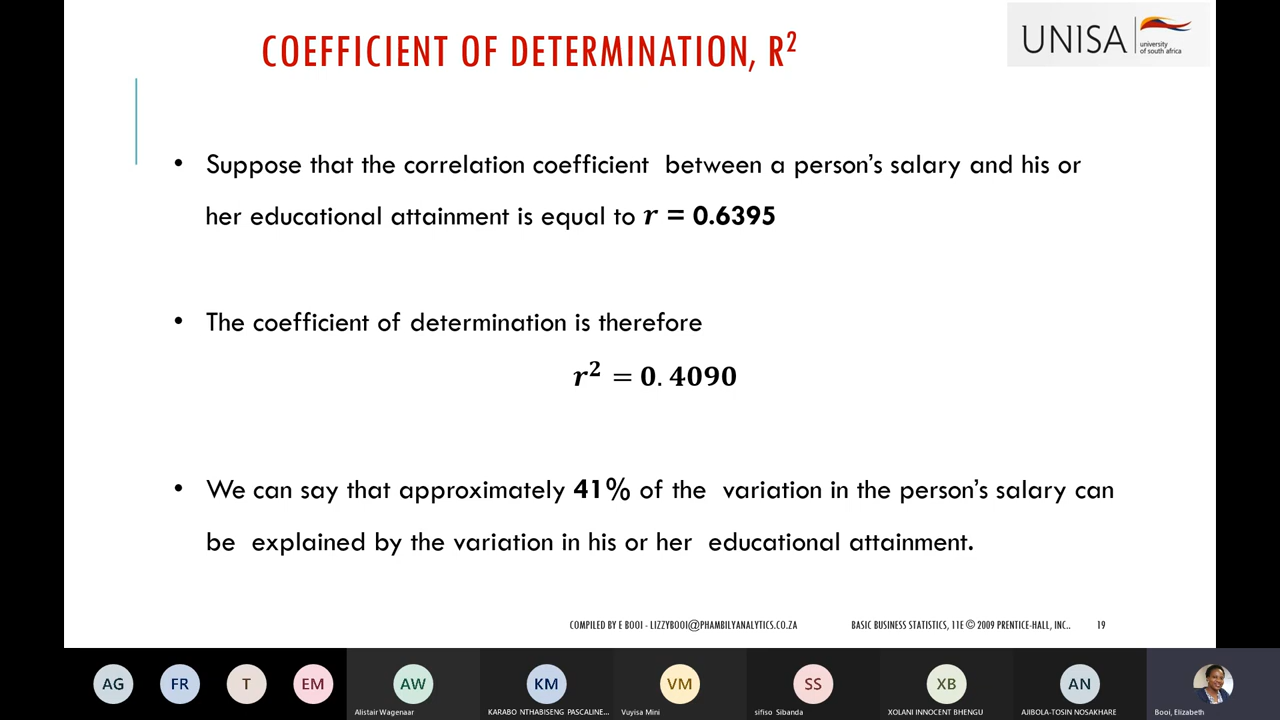 COEFFICIENT OF DETERMINATION, R²
UNISA
university
of south africa
• Suppose that the correlation coefficient between a person’s salary and his or
her educational attainment is equal to r = 0.6395
• The coefficient of determination is therefore
r² = 0.4090
• We can say that approximately 41% of the variation in the person’s salary can
be explained by the variation in his or her educational attainment.
COMPILED BY E BOOI - LIZZYBOOI@PHAMBILYANALYTICS.CO.ZA BASIC BUSINESS STATISTICS, 11E © 2009 PRENTICE-HALL, INC.. 19
AG FR T EM AW KM VM SS XB AN
Alistair Wagenaar KARABO NTHABISENG PASCALINE... Vuyisa Mini sifiso Sibanda XOLANI INNOCENT BHENGU AJIBOLA-TOSIN NOSAKHARE Booi, Elizabeth